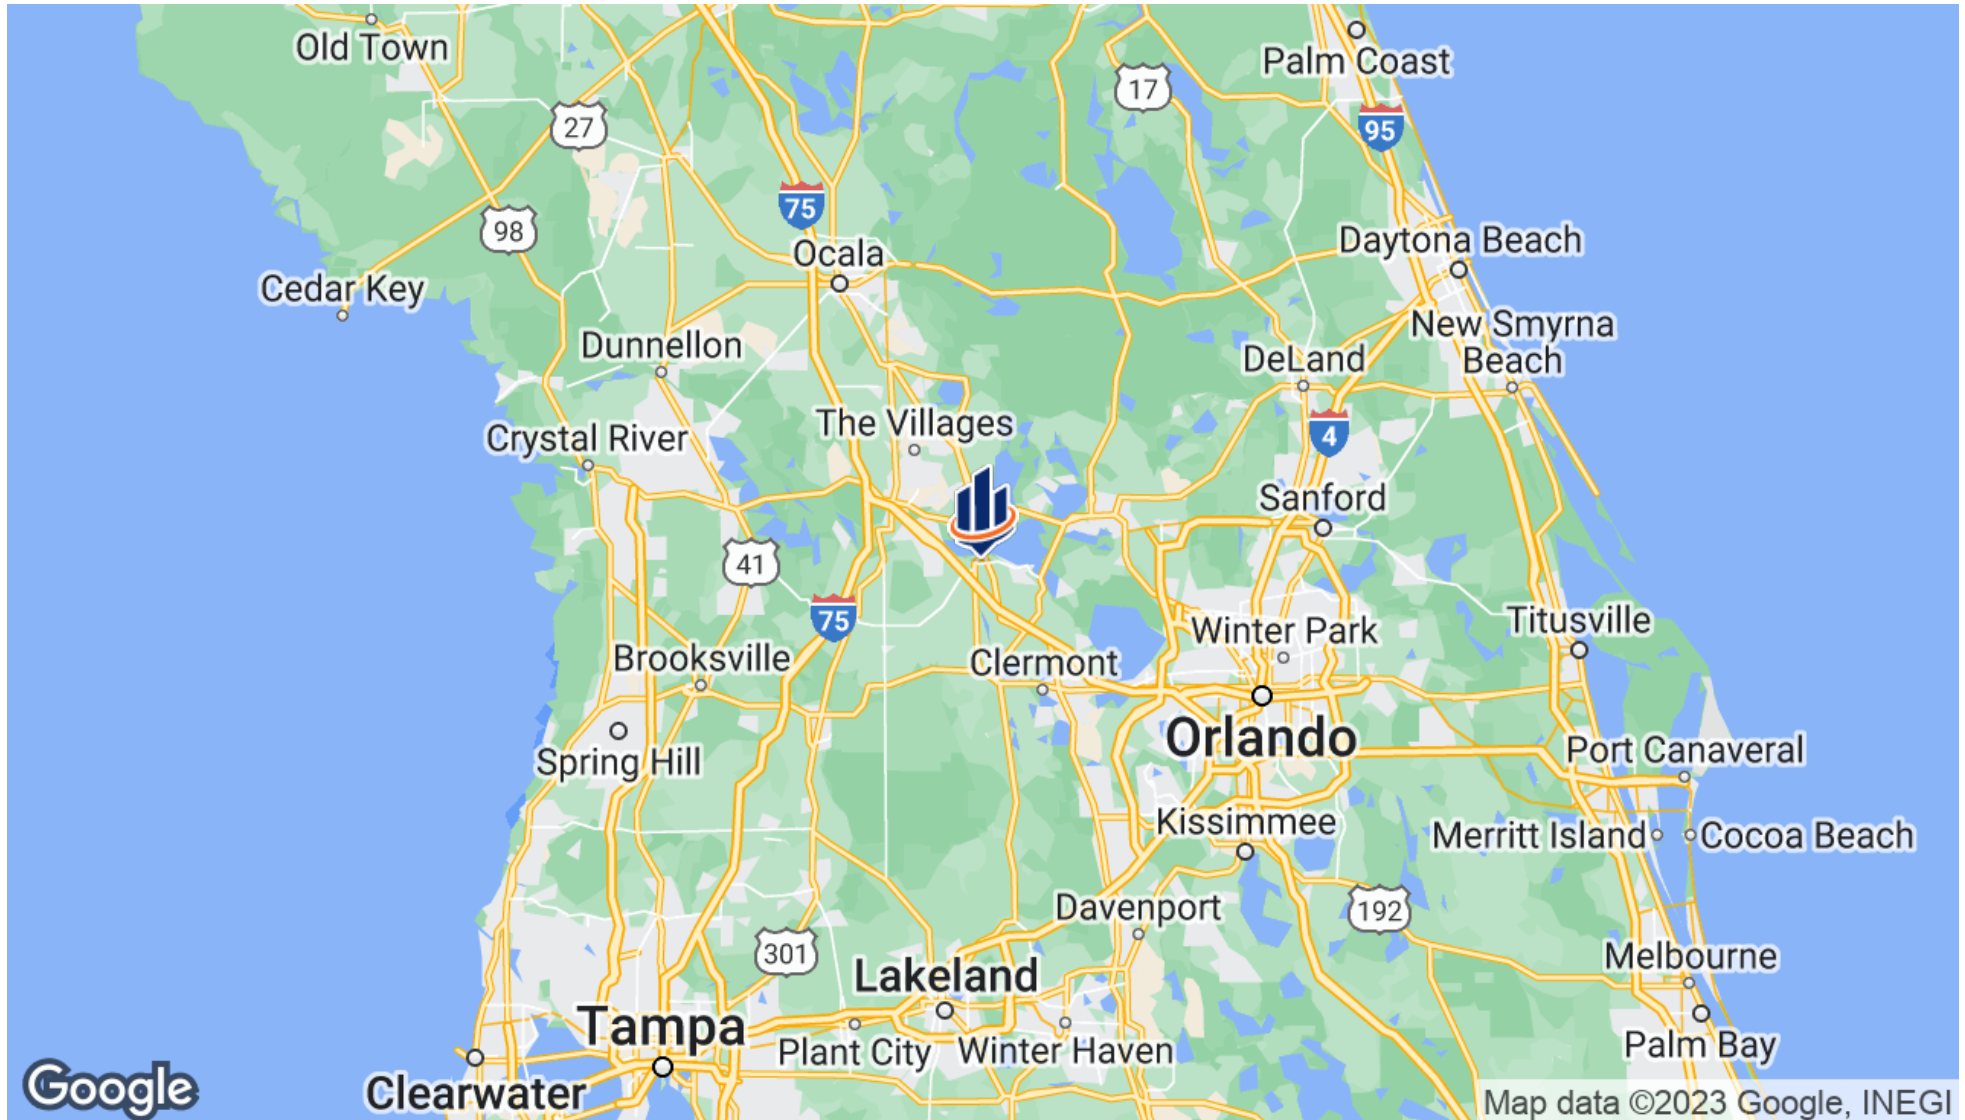 Old Town
Palm Coast
17
27
95
75
98
Ocala
Daytona Beach
Cedar Key
New Smyrna
Beach
Dunnellon
DeLand
The Villages
Crystal River
4
Sanford
41
75
Titusville
Winter Park
Brooksville
Clermont
Orlando
Spring Hill
Port Canaveral
Kissimmee
Merritt Island
Cocoa Beach
Davenport
192
301
Lakeland
Melbourne
Tampa
Plant City
Winter Haven
Palm Bay
Clearwater
Google
Map data ©2023 Google, INEGI